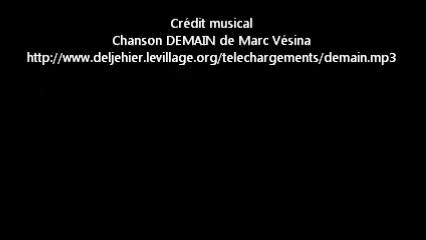 Crédit musical
Chanson DEMAIN de Marc Vésina
http://www.deljehier.levillage.org/telechargements/demain.mp3